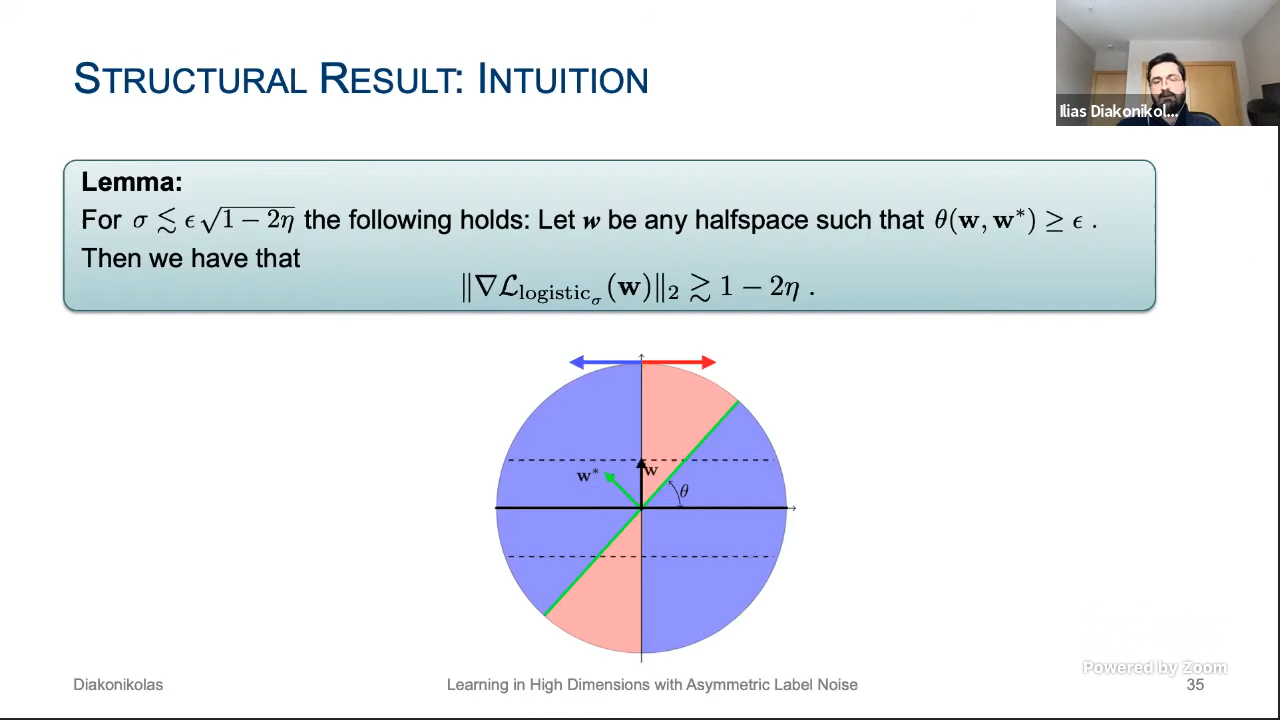 STRUCTURAL RESULT: INTUITION
Ilias Diakonikol...
Lemma:
For σ ≲ ϵ√(1 − 2η) the following holds: Let w be any halfspace such that θ(w, w*) ≥ ϵ .
Then we have that
‖∇ℒ_logistic_σ (w)‖₂ ≳ 1 − 2η .
w*
w
θ
Powered by Zoom
Diakonikolas
Learning in High Dimensions with Asymmetric Label Noise
35